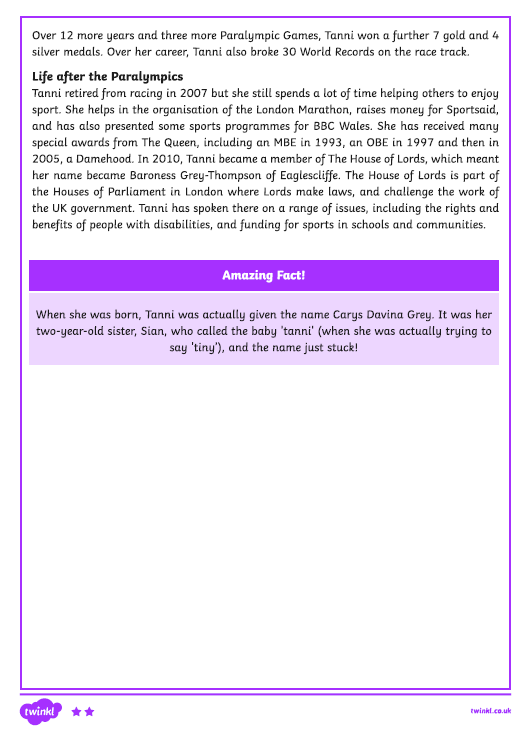 Over 12 more years and three more Paralympic Games, Tanni won a further 7 gold and 4
silver medals. Over her career, Tanni also broke 30 World Records on the race track.
Life after the Paralympics
Tanni retired from racing in 2007 but she still spends a lot of time helping others to enjoy
sport. She helps in the organisation of the London Marathon, raises money for Sportsaid,
and has also presented some sports programmes for BBC Wales. She has received many
special awards from The Queen, including an MBE in 1993, an OBE in 1997 and then in
2005, a Damehood. In 2010, Tanni became a member of The House of Lords, which meant
her name became Baroness Grey-Thompson of Eaglescliffe. The House of Lords is part of
the Houses of Parliament in London where Lords make laws, and challenge the work of
the UK government. Tanni has spoken there on a range of issues, including the rights and
benefits of people with disabilities, and funding for sports in schools and communities.
Amazing Fact!
When she was born, Tanni was actually given the name Carys Davina Grey. It was her
two-year-old sister, Sian, who called the baby 'tanni' (when she was actually trying to
say 'tiny'), and the name just stuck!
twinkl
twinkl.co.uk